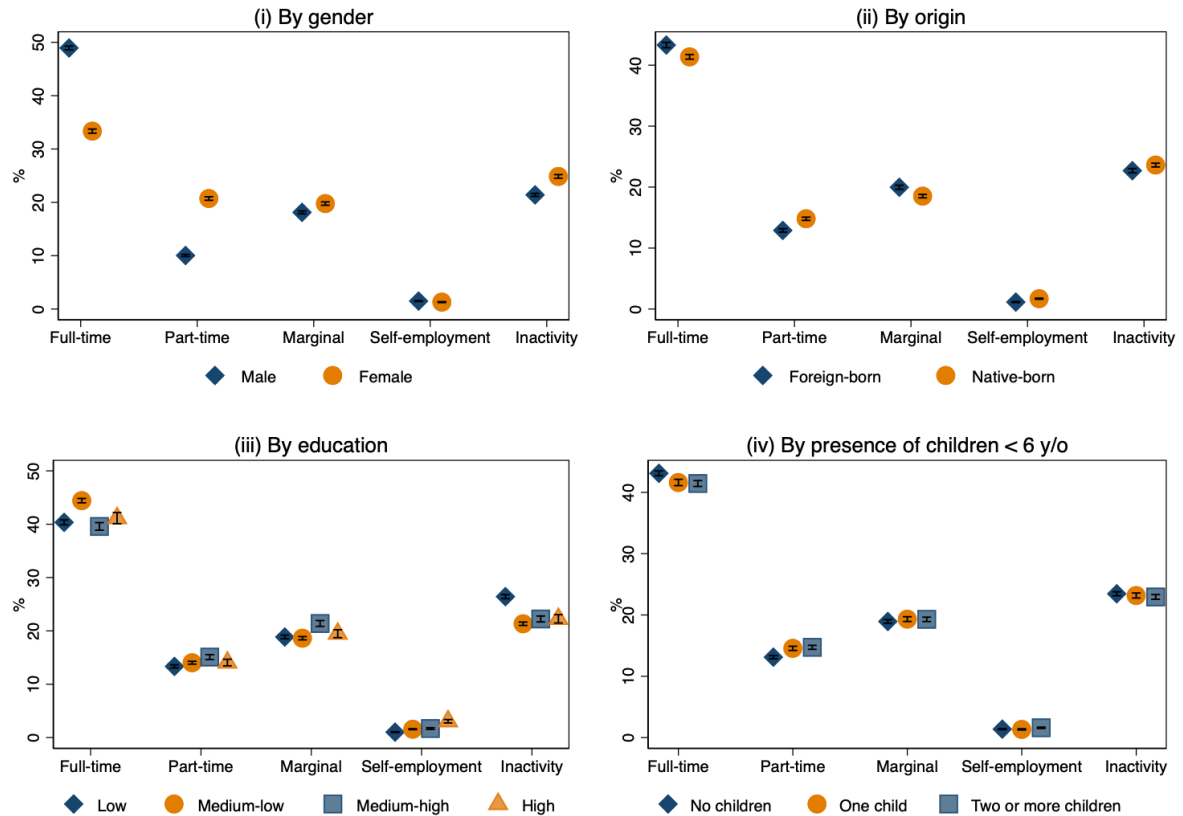 (i) By gender
50
40
30
20
10
0
%
Full-time Part-time Marginal Self-employment Inactivity
Male Female
(ii) By origin
40
30
20
10
0
%
Full-time Part-time Marginal Self-employment Inactivity
Foreign-born Native-born
(iii) By education
50
40
30
20
10
0
%
Full-time Part-time Marginal Self-employment Inactivity
Low Medium-low Medium-high High
(iv) By presence of children < 6 y/o
40
30
20
10
0
%
Full-time Part-time Marginal Self-employment Inactivity
No children One child Two or more children